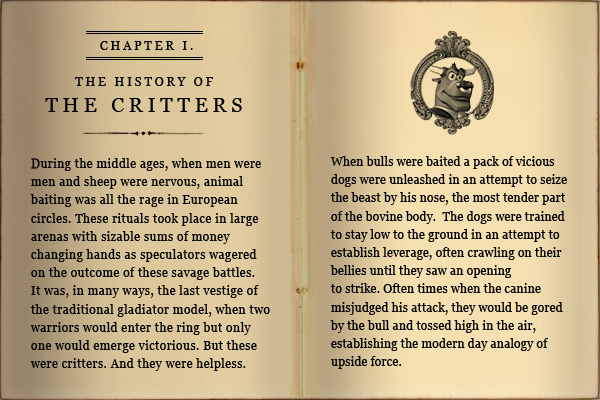 CHAPTER I.
THE HISTORY OF
THE CRITTERS
During the middle ages, when men were
men and sheep were nervous, animal
baiting was all the rage in European
circles. These rituals took place in large
arenas with sizable sums of money
changing hands as speculators wagered
on the outcome of these savage battles.
It was, in many ways, the last vestige of
the traditional gladiator model, when two
warriors would enter the ring but only
one would emerge victorious. But these
were critters. And they were helpless.
When bulls were baited a pack of vicious
dogs were unleashed in an attempt to seize
the beast by his nose, the most tender part
of the bovine body. The dogs were trained
to stay low to the ground in an attempt to
establish leverage, often crawling on their
bellies until they saw an opening
to strike. Often times when the canine
misjudged his attack, they would be gored
by the bull and tossed high in the air,
establishing the modern day analogy of
upside force.